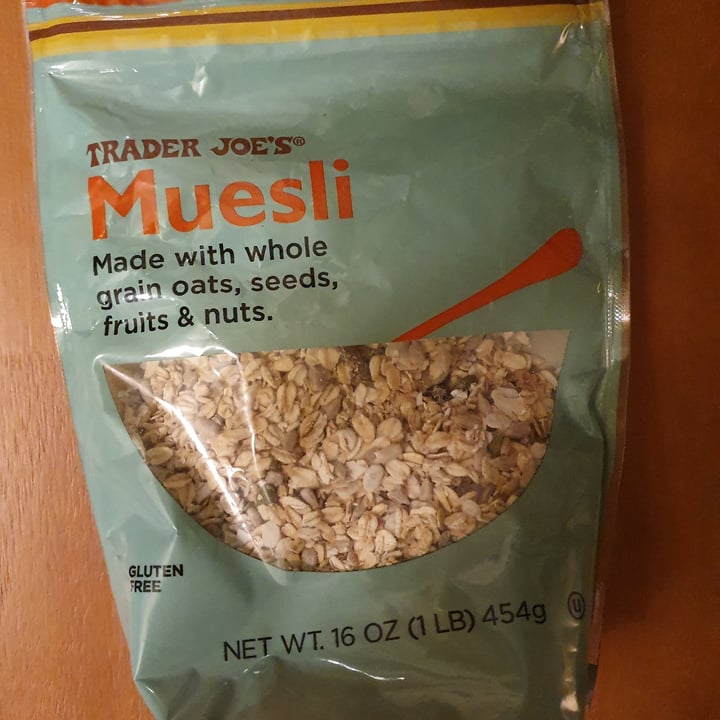 TRADER JOE'S®
Muesli
Made with whole
grain oats, seeds,
fruits & nuts.
GLUTEN
FREE
NET WT. 16 OZ (1 LB) 454g
U